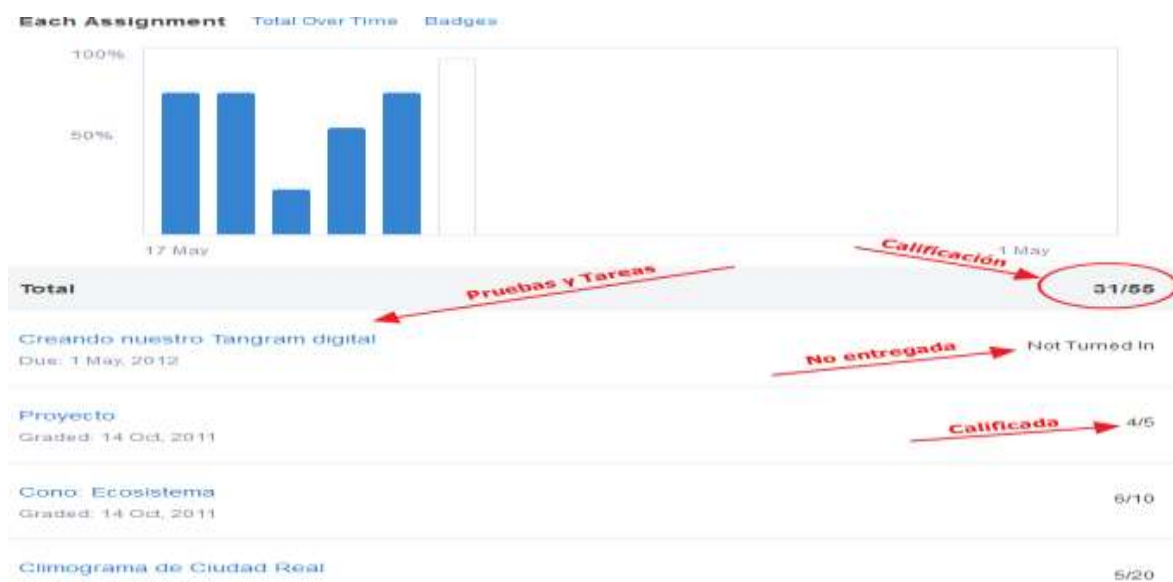 Each Assignment Total Over Time Badges
100%
50%
17 May
1 May
Calificación
Total
Pruebas y Tareas
31/55
Creando nuestro Tangram digital
Due: 1 May, 2012
No entregada
Not Turned In
Proyecto
Graded: 14 Oct, 2011
Calificada
4/5
Cono: Ecosistema
Graded: 14 Oct, 2011
6/10
Climograma de Ciudad Real
5/20